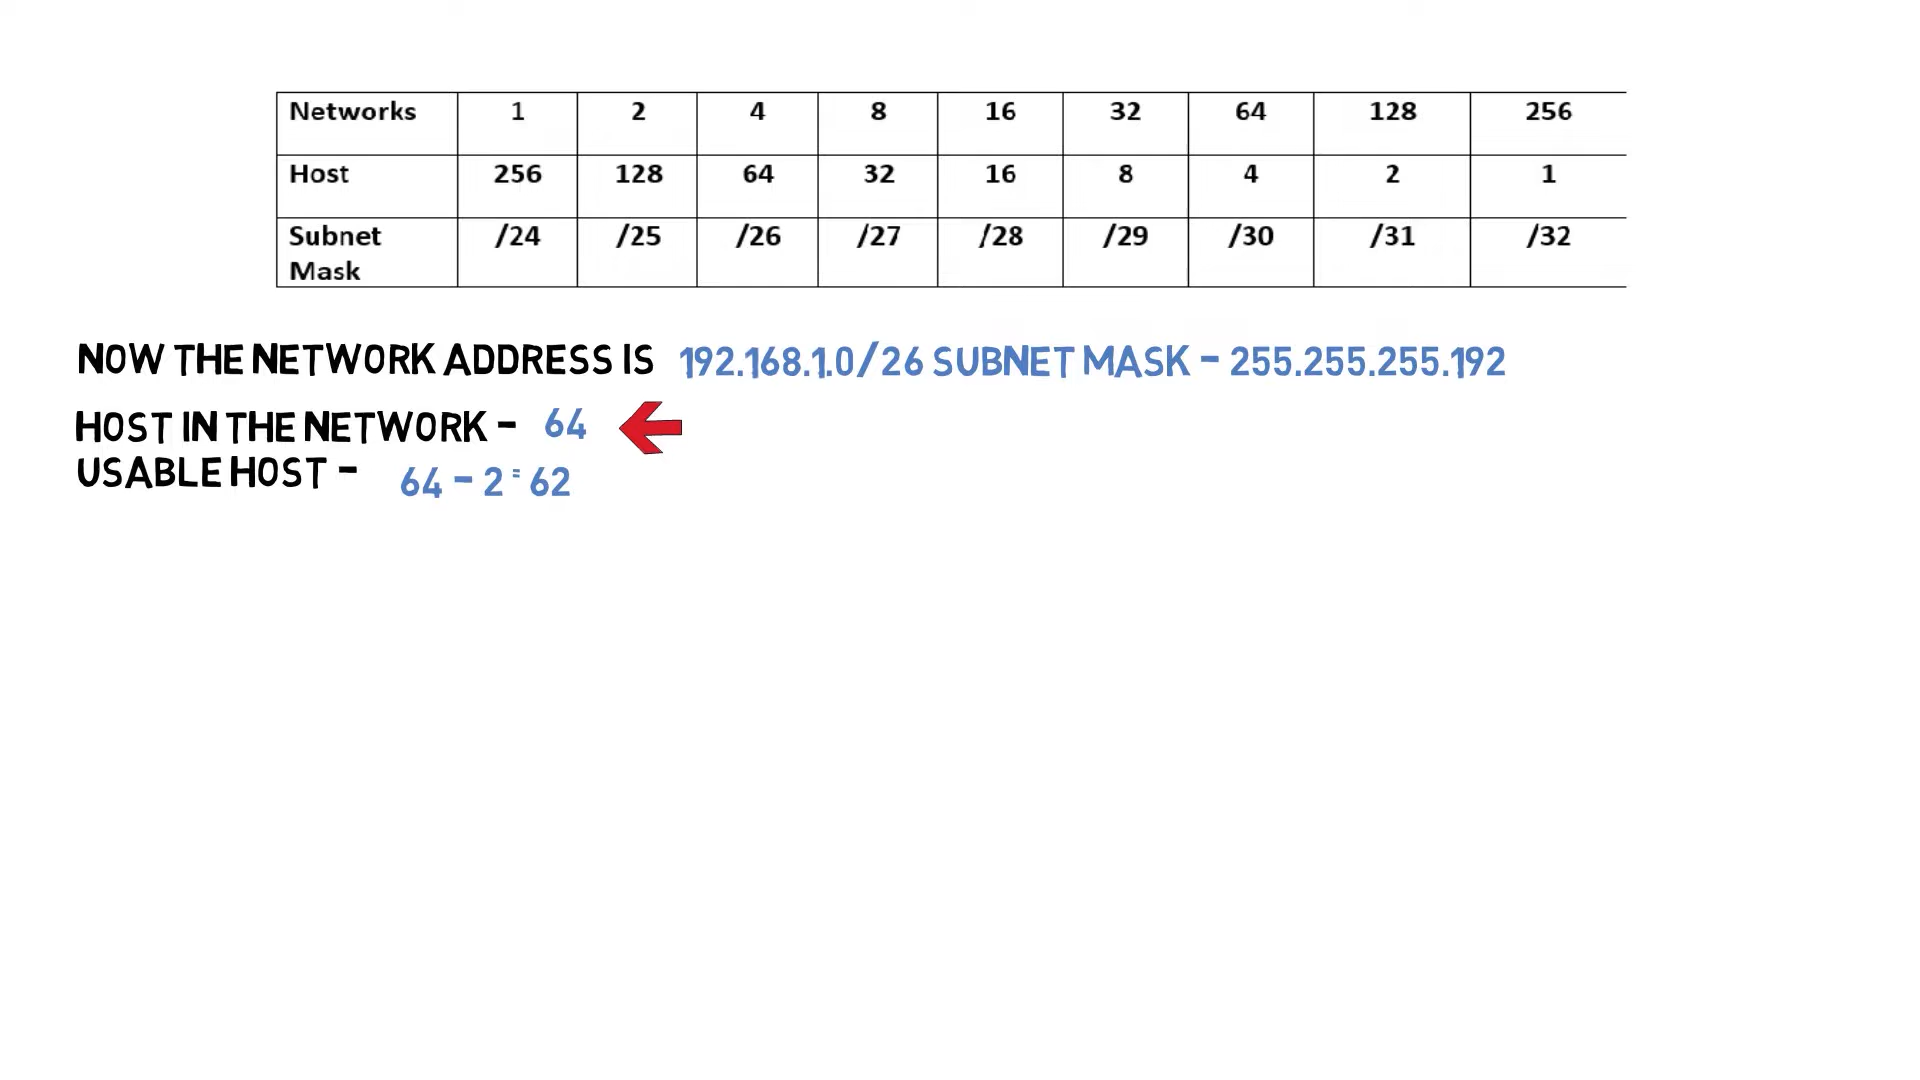 Networks 1 2 4 8 16 32 64 128 256
Host 256 128 64 32 16 8 4 2 1
Subnet Mask /24 /25 /26 /27 /28 /29 /30 /31 /32
NOW THE NETWORK ADDRESS IS 192.168.1.0/26 SUBNET MASK - 255.255.255.192
HOST IN THE NETWORK - 64
USABLE HOST - 64 - 2 = 62